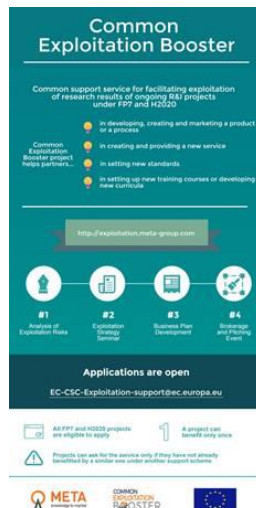 Common
Exploitation Booster
Common support service for facilitating exploitation
of research results of ongoing R&I projects
under FP7 and H2020
Common
Exploitation
Booster project
helps partners...
in developing, creating and marketing a product
or a process
in creating and providing a new service
in setting new standards
in setting up new training courses or developing
new curricula
http://exploitation.meta-group.com
#1
Analysis of
Exploitation Risks
#2
Exploitation
Strategy
Seminar
#3
Business Plan
Development
#4
Brokerage
and Pitching
Event
Applications are open
EC-CSC-Exploitation-support@ec.europa.eu
All FP7 and H2020 projects
are eligible to apply
1
A project can
benefit only once
Projects can ask for the service only if they have not already
benefitted by a similar one under another support scheme
META
knowledge to market
COMMON
EXPLOITATION
BOOSTER